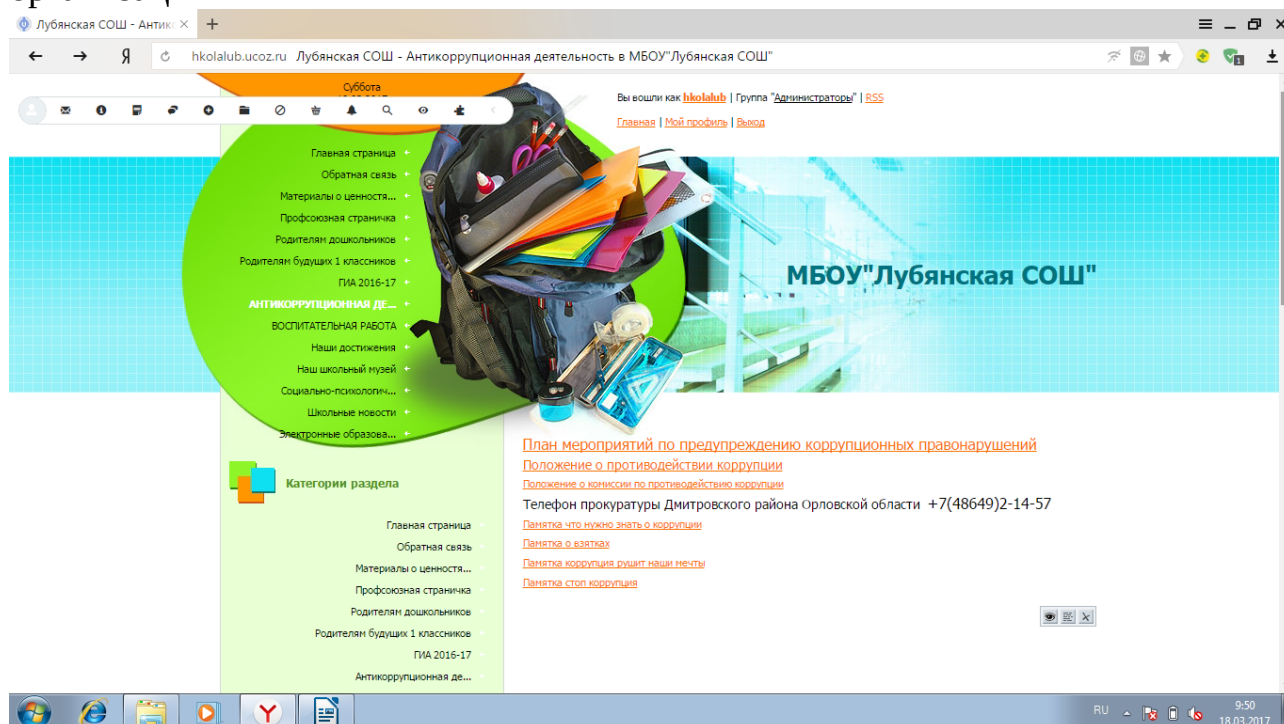 Лубянская СОШ - Антик
hkolalub.ucoz.ru Лубянская СОШ - Антикоррупционная деятельность в МБОУ"Лубянская СОШ"
1
Суббота
Вы вошли как hkolalub | Группа "Администраторы" | RSS
Главная | Мой профиль | Выход
Главная страница
Обратная связь
Материалы о ценностя...
Профсоюзная страничка
Родителям дошкольников
Родителям будущих 1 классников
ГИА 2016-17
АНТИКОРРУПЦИОННАЯ ДЕ...
ВОСПИТАТЕЛЬНАЯ РАБОТА
Наши достижения
Наш школьный музей
Социально-психологич...
Школьные новости
Электронные образова...
МБОУ"Лубянская СОШ"
Категории раздела
Главная страница
Обратная связь
Материалы о ценностя...
Профсоюзная страничка
Родителям дошкольников
Родителям будущих 1 классников
ГИА 2016-17
Антикоррупционная де...
План мероприятий по предупреждению коррупционных правонарушений
Положение о противодействии коррупции
Положение о комиссии по противодействию коррупции
Телефон прокуратуры Дмитровского района Орловской области +7(48649)2-14-57
Памятка что нужно знать о коррупции
Памятка о взятках
Памятка коррупция рушит наши мечты
Памятка стоп коррупция
RU
9:50
18.03.2017